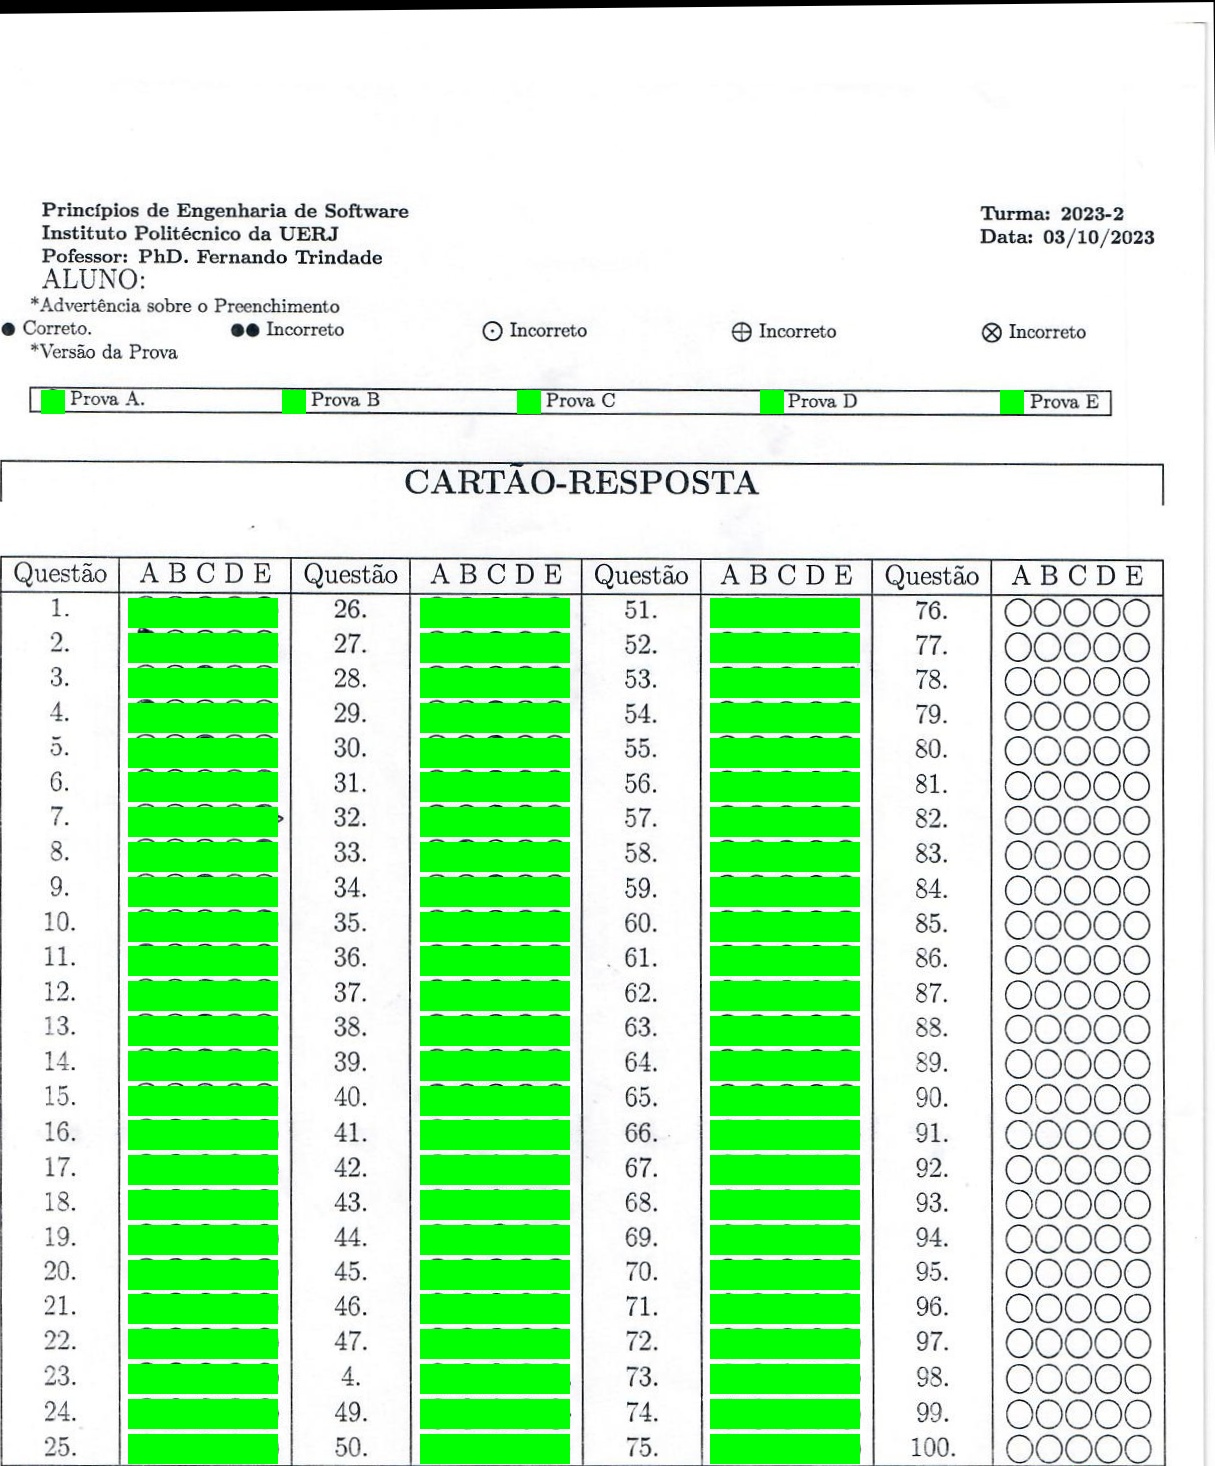 Princípios de Engenharia de Software
Instituto Politécnico da UERJ
Pofessor: PhD. Fernando Trindade
ALUNO:
Turma: 2023-2
Data: 03/10/2023
*Advertência sobre o Preenchimento
Correto. Incorreto Incorreto Incorreto Incorreto
*Versão da Prova
Prova A. Prova B Prova C Prova D Prova E
CARTÃO-RESPOSTA
Questão A B C D E Questão A B C D E Questão A B C D E Questão A B C D E
1. 26. 51. 76.
2. 27. 52. 77.
3. 28. 53. 78.
4. 29. 54. 79.
5. 30. 55. 80.
6. 31. 56. 81.
7. 32. 57. 82.
8. 33. 58. 83.
9. 34. 59. 84.
10. 35. 60. 85.
11. 36. 61. 86.
12. 37. 62. 87.
13. 38. 63. 88.
14. 39. 64. 89.
15. 40. 65. 90.
16. 41. 66. 91.
17. 42. 67. 92.
18. 43. 68. 93.
19. 44. 69. 94.
20. 45. 70. 95.
21. 46. 71. 96.
22. 47. 72. 97.
23. 4. 73. 98.
24. 49. 74. 99.
25. 50. 75. 100.